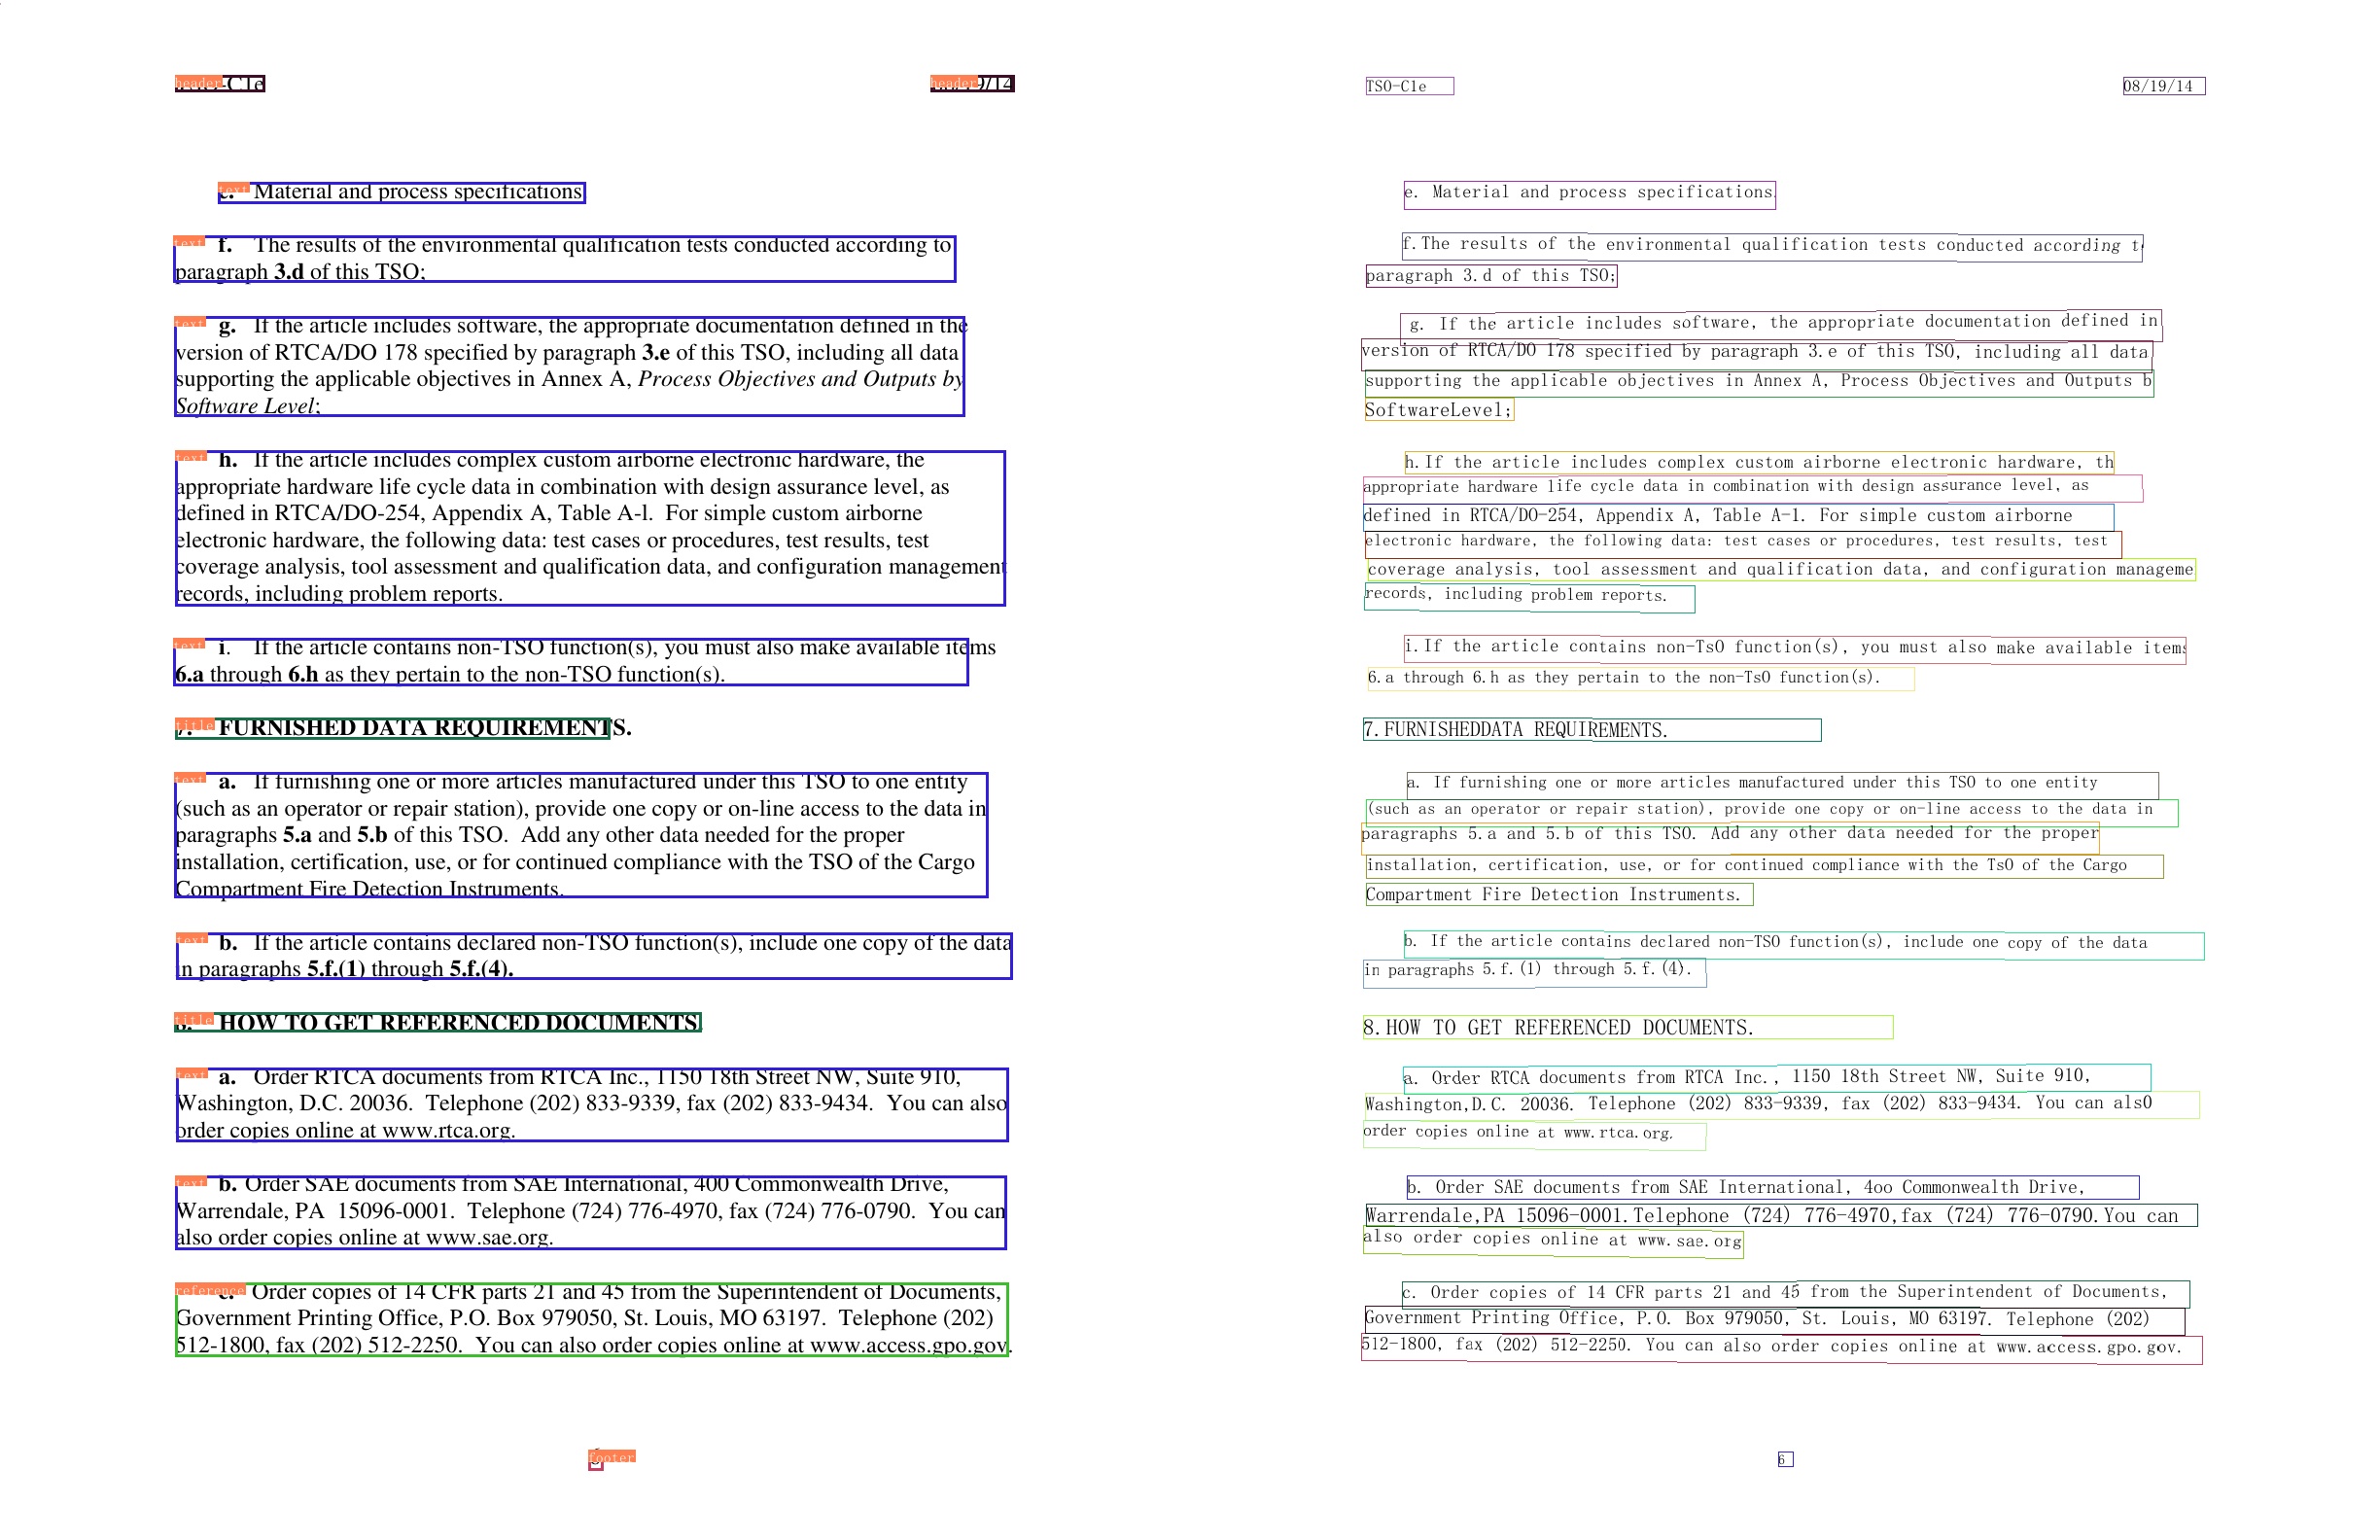 header -C1e
header 9/14
text Material and process specifications
text f. The results of the environmental qualification tests conducted according to
paragraph 3.d of this TSO;
text g. If the article includes software, the appropriate documentation defined in the
version of RTCA/DO 178 specified by paragraph 3.e of this TSO, including all data
supporting the applicable objectives in Annex A, Process Objectives and Outputs by
Software Level;
text h. If the article includes complex custom airborne electronic hardware, the
appropriate hardware life cycle data in combination with design assurance level, as
defined in RTCA/DO-254, Appendix A, Table A-l. For simple custom airborne
electronic hardware, the following data: test cases or procedures, test results, test
coverage analysis, tool assessment and qualification data, and configuration management
records, including problem reports.
text i. If the article contains non-TSO function(s), you must also make available items
6.a through 6.h as they pertain to the non-TSO function(s).
title 7. FURNISHED DATA REQUIREMENTS.
text a. If furnishing one or more articles manufactured under this TSO to one entity
(such as an operator or repair station), provide one copy or on-line access to the data in
paragraphs 5.a and 5.b of this TSO. Add any other data needed for the proper
installation, certification, use, or for continued compliance with the TSO of the Cargo
Compartment Fire Detection Instruments.
text b. If the article contains declared non-TSO function(s), include one copy of the data
in paragraphs 5.f.(1) through 5.f.(4).
title HOW TO GET REFERENCED DOCUMENTS
text a. Order RTCA documents from RTCA Inc., 1150 18th Street NW, Suite 910,
Washington, D.C. 20036. Telephone (202) 833-9339, fax (202) 833-9434. You can also
order copies online at www.rtca.org.
text b. Order SAE documents from SAE International, 400 Commonwealth Drive,
Warrendale, PA 15096-0001. Telephone (724) 776-4970, fax (724) 776-0790. You can
also order copies online at www.sae.org.
reference c. Order copies of 14 CFR parts 21 and 45 from the Superintendent of Documents,
Government Printing Office, P.O. Box 979050, St. Louis, MO 63197. Telephone (202)
512-1800, fax (202) 512-2250. You can also order copies online at www.access.gpo.gov.
footer
TSO-C1e
08/19/14
e. Material and process specifications.
f.The results of the environmental qualification tests conducted according t
paragraph 3.d of this TSO;
g. If the article includes software, the appropriate documentation defined in
version of RTCA/DO 178 specified by paragraph 3.e of this TSO, including all data
supporting the applicable objectives in Annex A, Process Objectives and Outputs b
SoftwareLevel;
h.If the article includes complex custom airborne electronic hardware, th
appropriate hardware life cycle data in combination with design assurance level, as
defined in RTCA/DO-254, Appendix A, Table A-1. For simple custom airborne
electronic hardware, the following data: test cases or procedures, test results, test
coverage analysis, tool assessment and qualification data, and configuration manageme
records, including problem reports.
i.If the article contains non-TsO function(s), you must also make available items
6.a through 6.h as they pertain to the non-TsO function(s).
7.FURNISHEDDATA REQUIREMENTS.
a. If furnishing one or more articles manufactured under this TSO to one entity
(such as an operator or repair station), provide one copy or on-line access to the data in
paragraphs 5.a and 5.b of this TSO. Add any other data needed for the proper
installation, certification, use, or for continued compliance with the TsO of the Cargo
Compartment Fire Detection Instruments.
b. If the article contains declared non-TSO function(s), include one copy of the data
in paragraphs 5.f.(1) through 5.f.(4).
8.HOW TO GET REFERENCED DOCUMENTS.
a. Order RTCA documents from RTCA Inc., 1150 18th Street NW, Suite 910,
Washington,D.C. 20036. Telephone (202) 833-9339, fax (202) 833-9434. You can als0
order copies online at www.rtca.org.
b. Order SAE documents from SAE International, 4oo Commonwealth Drive,
Warrendale,PA 15096-0001.Telephone (724) 776-4970,fax (724) 776-0790.You can
also order copies online at www.sae.org
c. Order copies of 14 CFR parts 21 and 45 from the Superintendent of Documents,
Government Printing Office, P.O. Box 979050, St. Louis, MO 63197. Telephone (202)
512-1800, fax (202) 512-2250. You can also order copies online at www.access.gpo.gov.
6